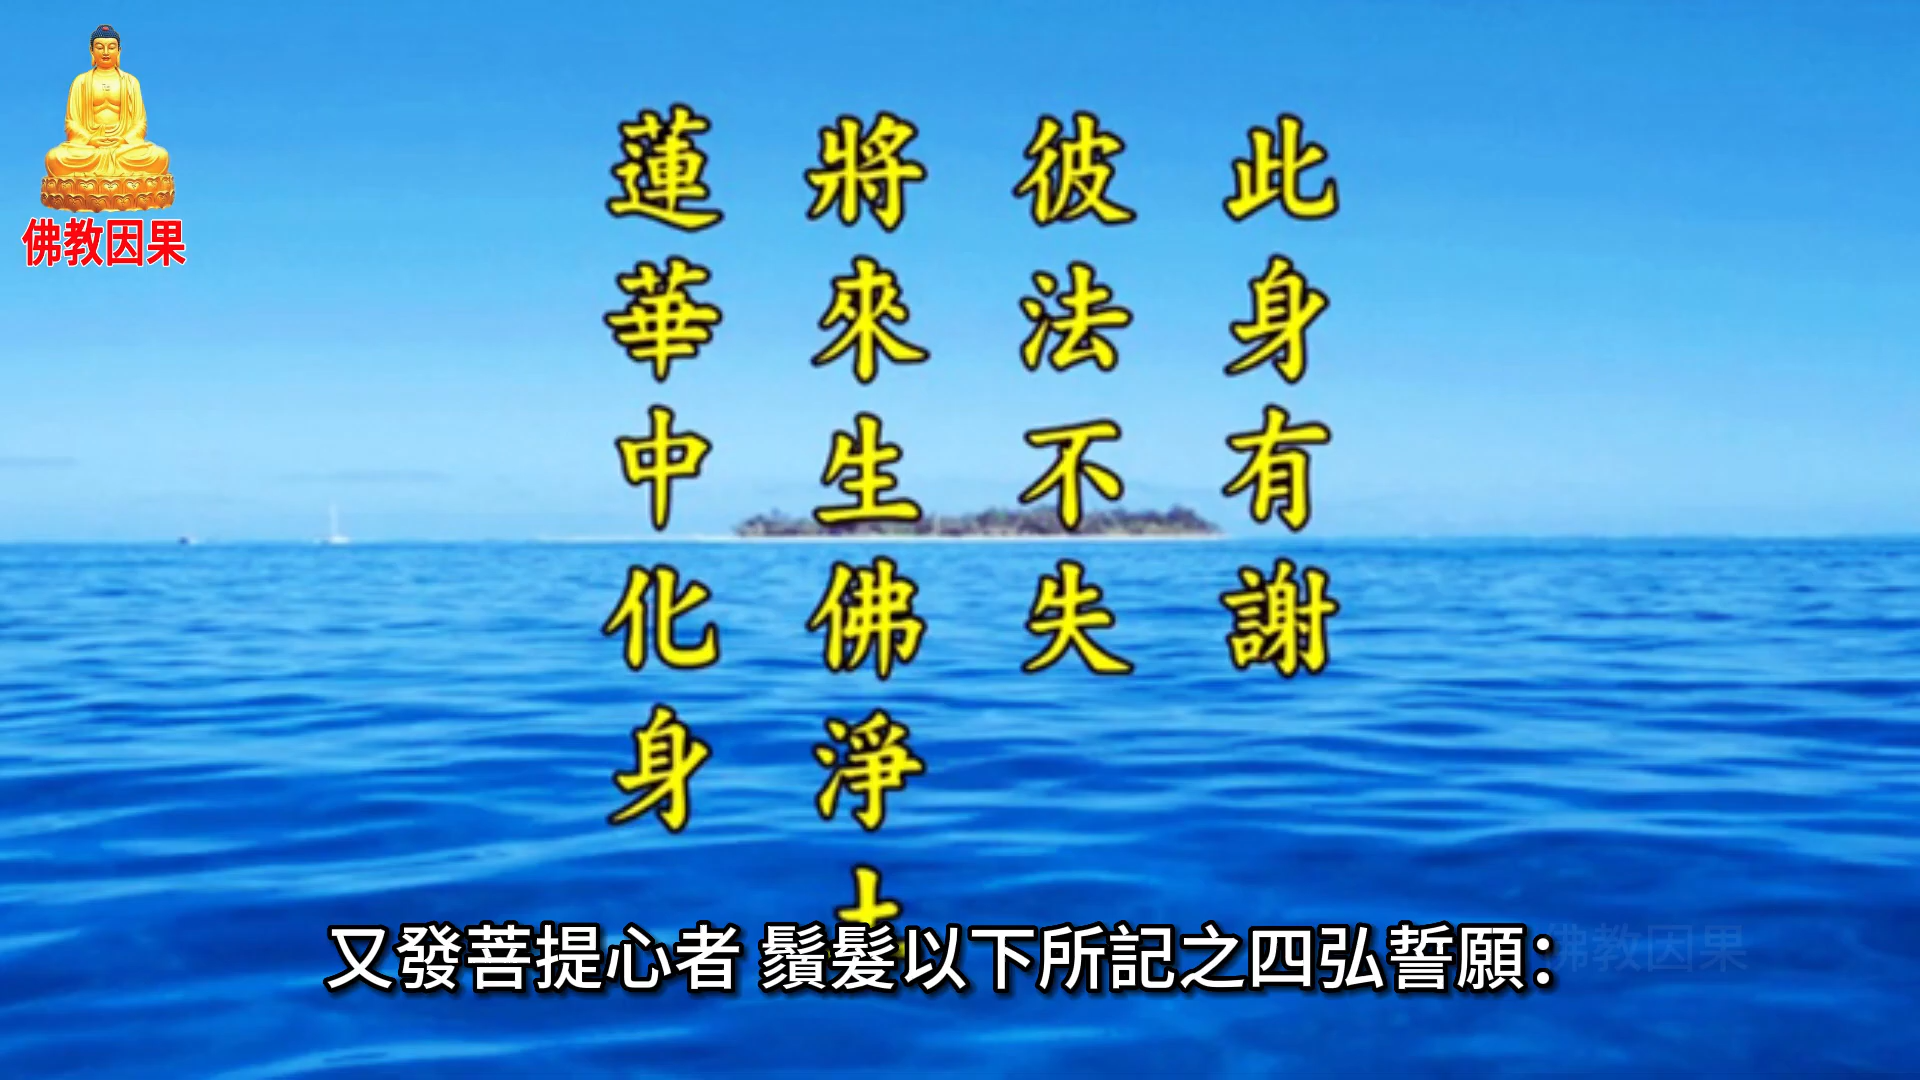 此身有謝
彼法不失
將來生佛淨土
蓮華中化身
佛教因果
又發菩提心者 鬚髮以下所記之四弘誓願：
佛教因果